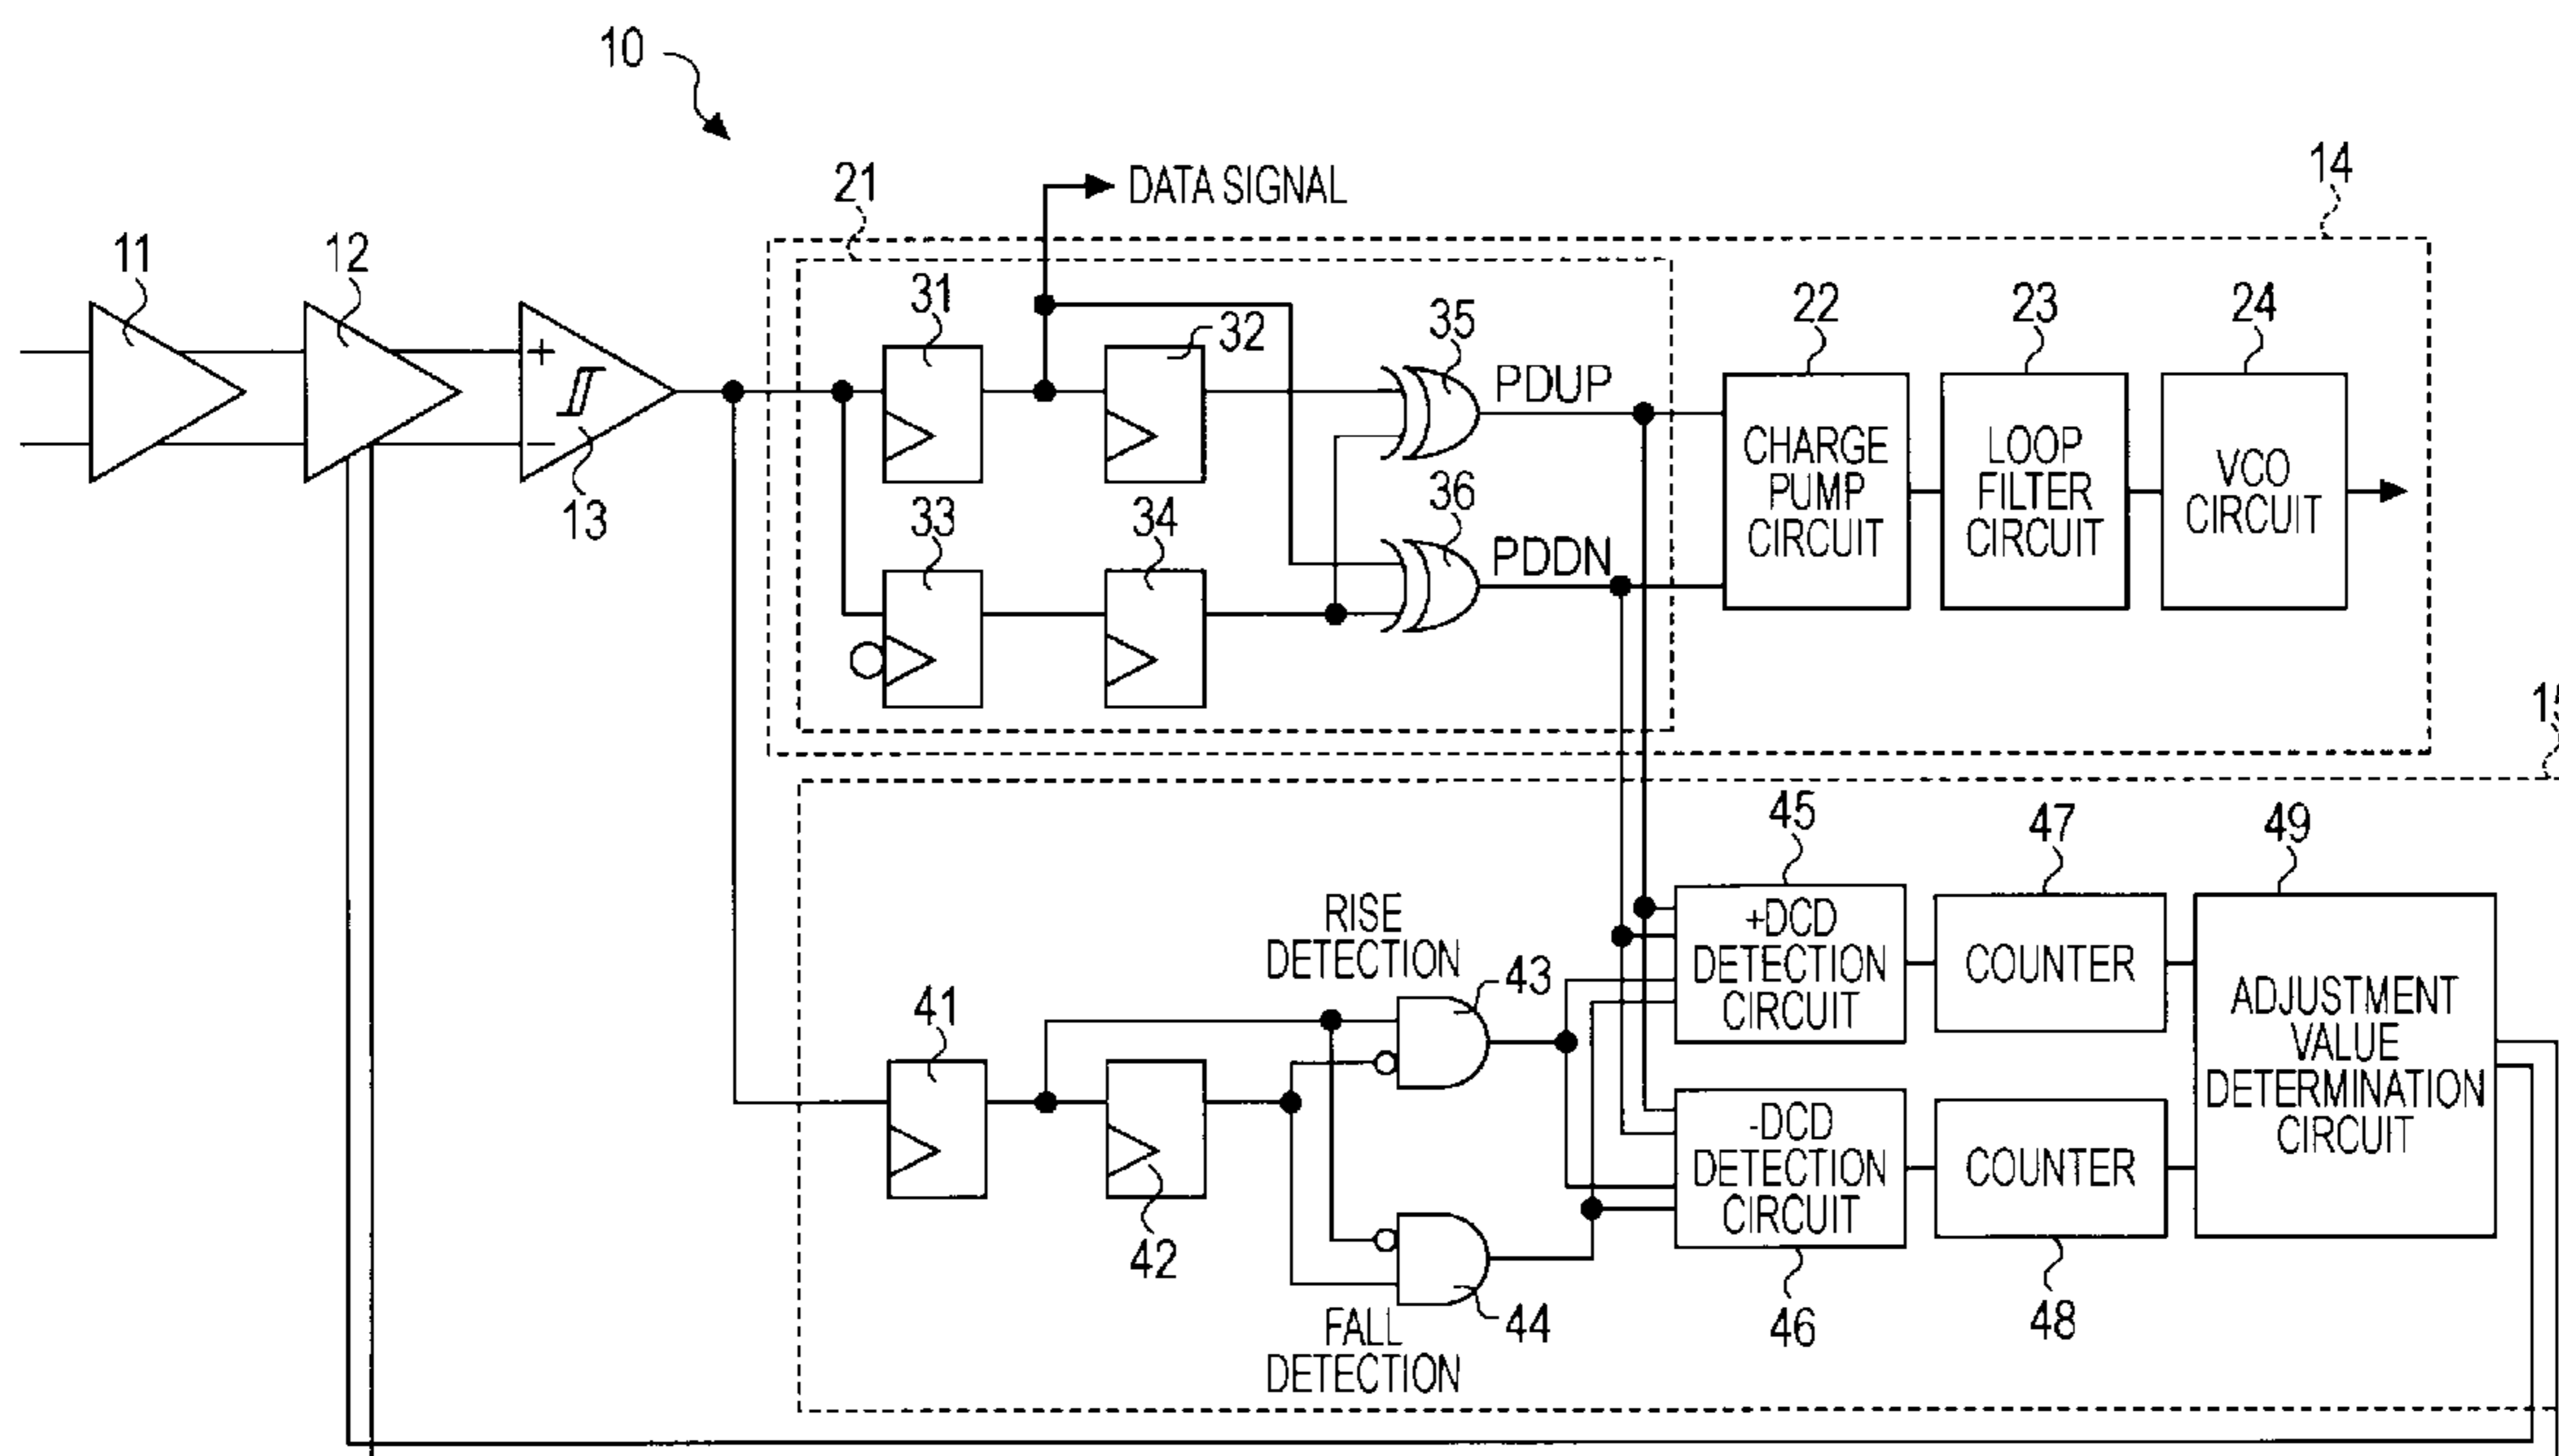 10
DATA SIGNAL
21
14
11
12
13
+
−
31
32
33
34
35
36
PDUP
PDDN
22
CHARGE
PUMP
CIRCUIT
23
LOOP
FILTER
CIRCUIT
24
VCO
CIRCUIT
15
RISE
DETECTION
41
42
43
44
FALL
DETECTION
45
+DCD
DETECTION
CIRCUIT
46
-DCD
DETECTION
CIRCUIT
47
COUNTER
48
COUNTER
49
ADJUSTMENT
VALUE
DETERMINATION
CIRCUIT